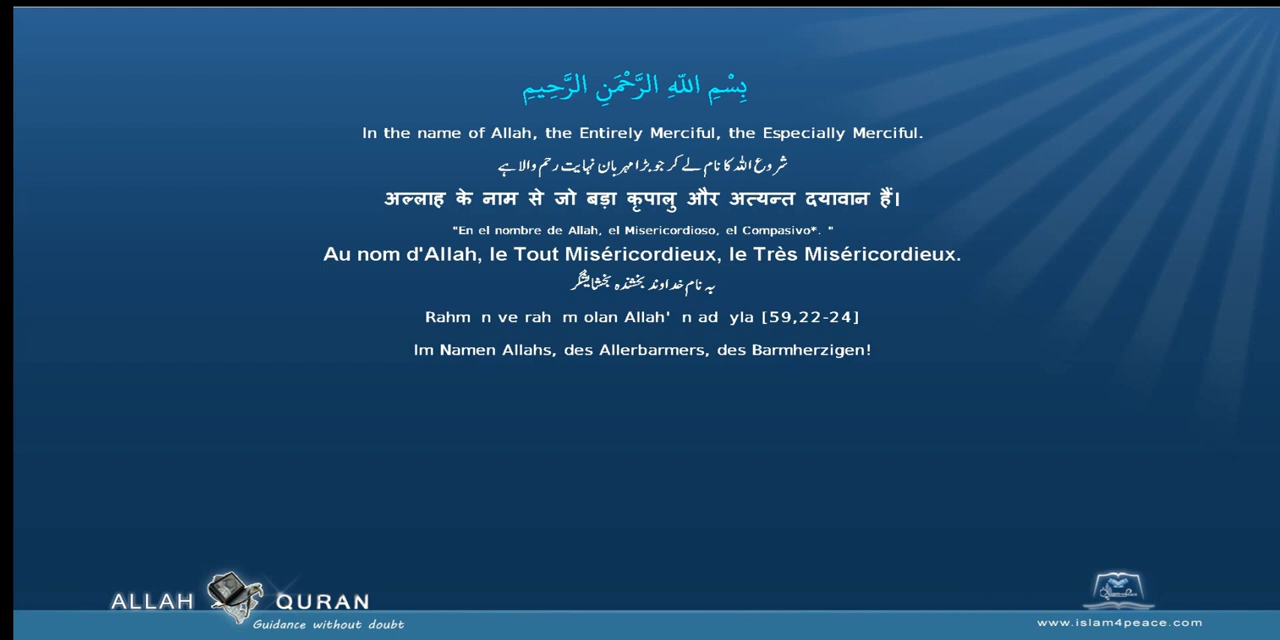 بِسْمِ اللّٰهِ الرَّحْمَنِ الرَّحِيمِ
In the name of Allah, the Entirely Merciful, the Especially Merciful.
شروع اللہ کا نام لے کر جو بڑا مہربان نہایت رحم والا ہے
अल्लाह के नाम से जो बड़ा कृपालु और अत्यन्त दयावान हैं।
"En el nombre de Allah, el Misericordioso, el Compasivo*. "
Au nom d'Allah, le Tout Miséricordieux, le Très Miséricordieux.
به نام خداوند بخشنده بخشایشگر
Rahm n ve rah m olan Allah' n ad yla [59,22-24]
Im Namen Allahs, des Allerbarmers, des Barmherzigen!
ALLAH QURAN
Guidance without doubt
www.islam4peace.com